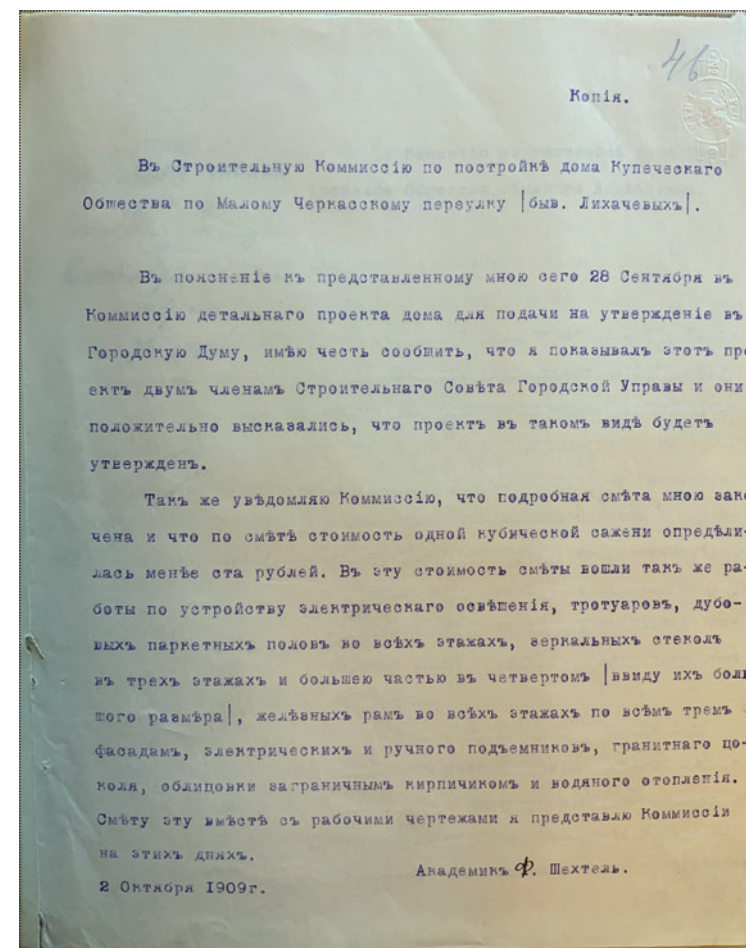 46
Копія.
Въ Строительную Коммиссію по постройкѣ дома Купеческаго
Общества по Малому Черкасскому переулку |быв. Лихачевыхъ|.
Въ поясненіе къ представленному мною сего 28 Сентября въ
Коммиссію детальнаго проекта дома для подачи на утвержденіе въ
Городскую Думу, имѣю честь сообщить, что я показывалъ этотъ про
ектъ двумъ членамъ Строительнаго Совѣта Городской Управы и они
положительно высказались, что проектъ въ такомъ видѣ будетъ
утвержденъ.
Такъ же увѣдомляю Коммиссію, что подробная смѣта мною зако
чена и что по смѣтѣ стоимость одной кубической сажени опредѣли-
лась менѣе ста рублей. Въ эту стоимость смѣты вошли такъ же ра-
боты по устройству электрическаго освѣщенія, тротуаровъ, дубо-
выхъ паркетныхъ половъ во всѣхъ этажахъ, зеркальныхъ стеколъ
въ трехъ этажахъ и большею частью въ четвертомъ |ввиду ихъ боль
шого размѣра|, желѣзныхъ рамъ во всѣхъ этажахъ по всѣмъ тремъ
фасадамъ, электрическихъ и ручного подъемниковъ, гранитнаго цо-
коля, облицовки заграничнымъ кирпичикомъ и водяного отопленія.
Смѣту эту вмѣстѣ съ рабочими чертежами я представлю Коммиссіи
на этихъ дняхъ.
Академикъ Ф. Шехтель.
2 Октября 1909г.